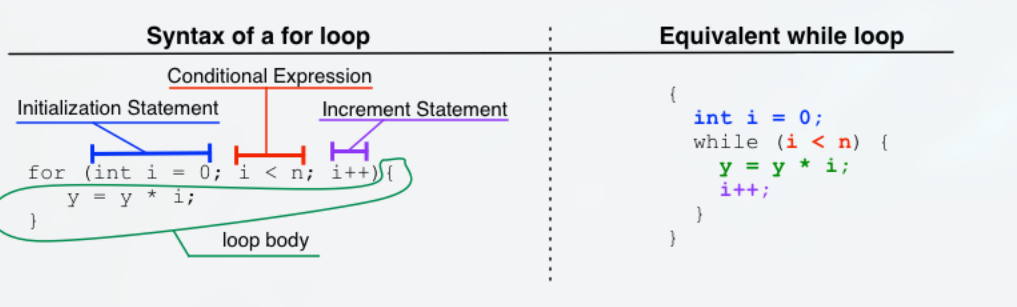 Syntax of a for loop
Conditional Expression
Initialization Statement
Increment Statement
for (int i = 0; i < n; i++){
y = y * i;
}
loop body
Equivalent while loop
{
int i = 0;
while (i < n) {
y = y * i;
i++;
}
}